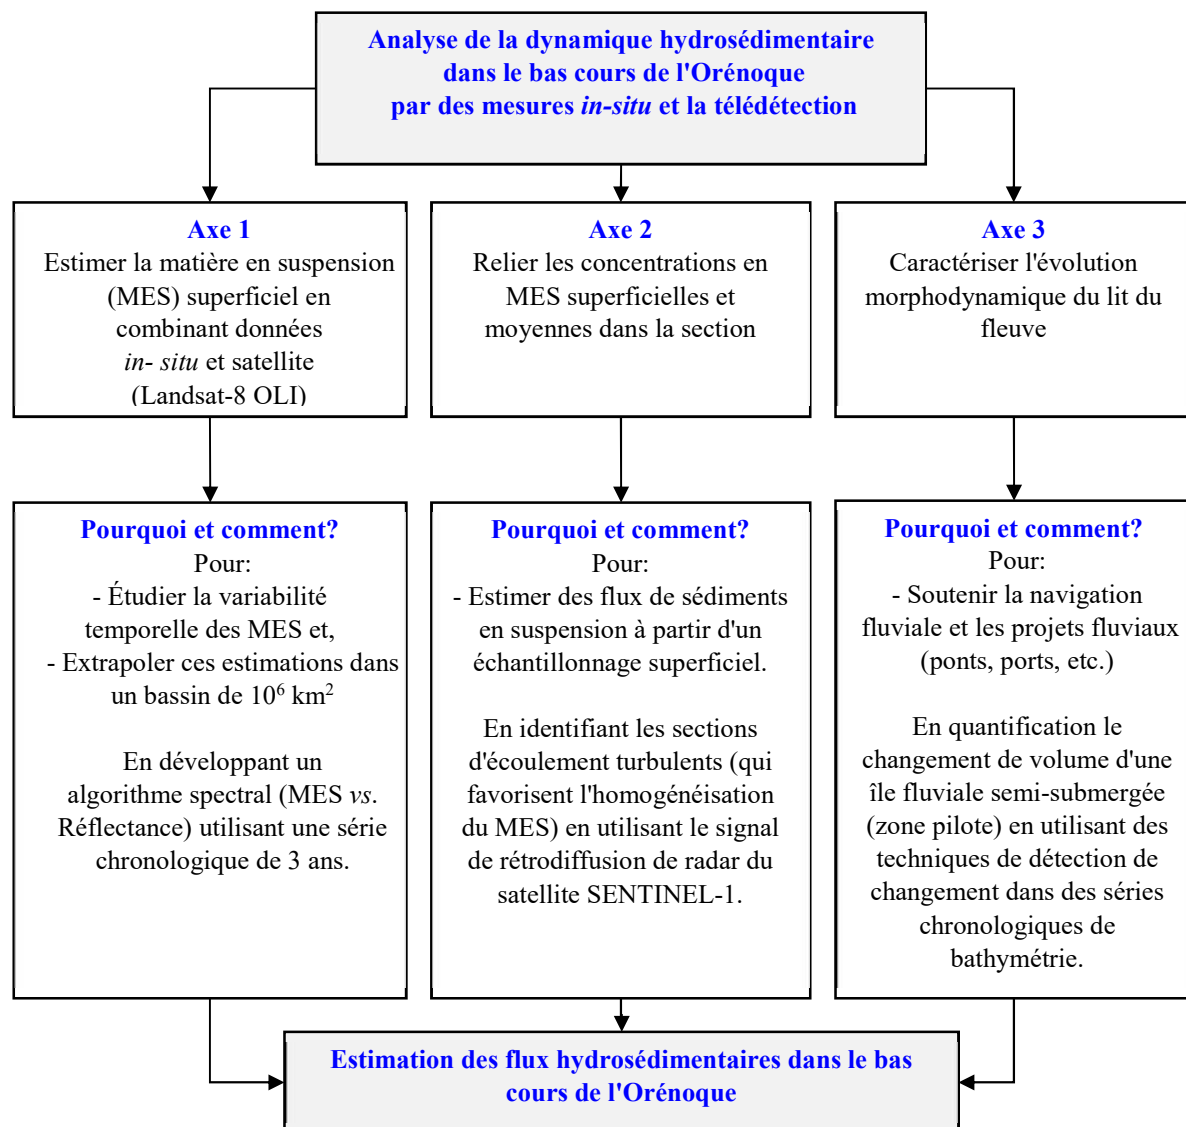 Analyse de la dynamique hydrosédimentaire
dans le bas cours de l'Orénoque
par des mesures in-situ et la télédétection
Axe 1
Estimer la matière en suspension
(MES) superficiel en
combinant données
in- situ et satellite
(Landsat-8 OLI)
Axe 2
Relier les concentrations en
MES superficielles et
moyennes dans la section
Axe 3
Caractériser l'évolution
morphodynamique du lit du
fleuve
Pourquoi et comment?
Pour:
- Étudier la variabilité
temporelle des MES et,
- Extrapoler ces estimations dans
un bassin de 10⁶ km²
En développant un
algorithme spectral (MES vs.
Réflectance) utilisant une série
chronologique de 3 ans.
Pourquoi et comment?
Pour:
- Estimer des flux de sédiments
en suspension à partir d'un
échantillonnage superficiel.
En identifiant les sections
d'écoulement turbulents (qui
favorisent l'homogénéisation
du MES) en utilisant le signal
de rétrodiffusion de radar du
satellite SENTINEL-1.
Pourquoi et comment?
Pour:
- Soutenir la navigation
fluviale et les projets fluviaux
(ponts, ports, etc.)
En quantification le
changement de volume d'une
île fluviale semi-submergée
(zone pilote) en utilisant des
techniques de détection de
changement dans des séries
chronologiques de
bathymétrie.
Estimation des flux hydrosédimentaires dans le bas
cours de l'Orénoque